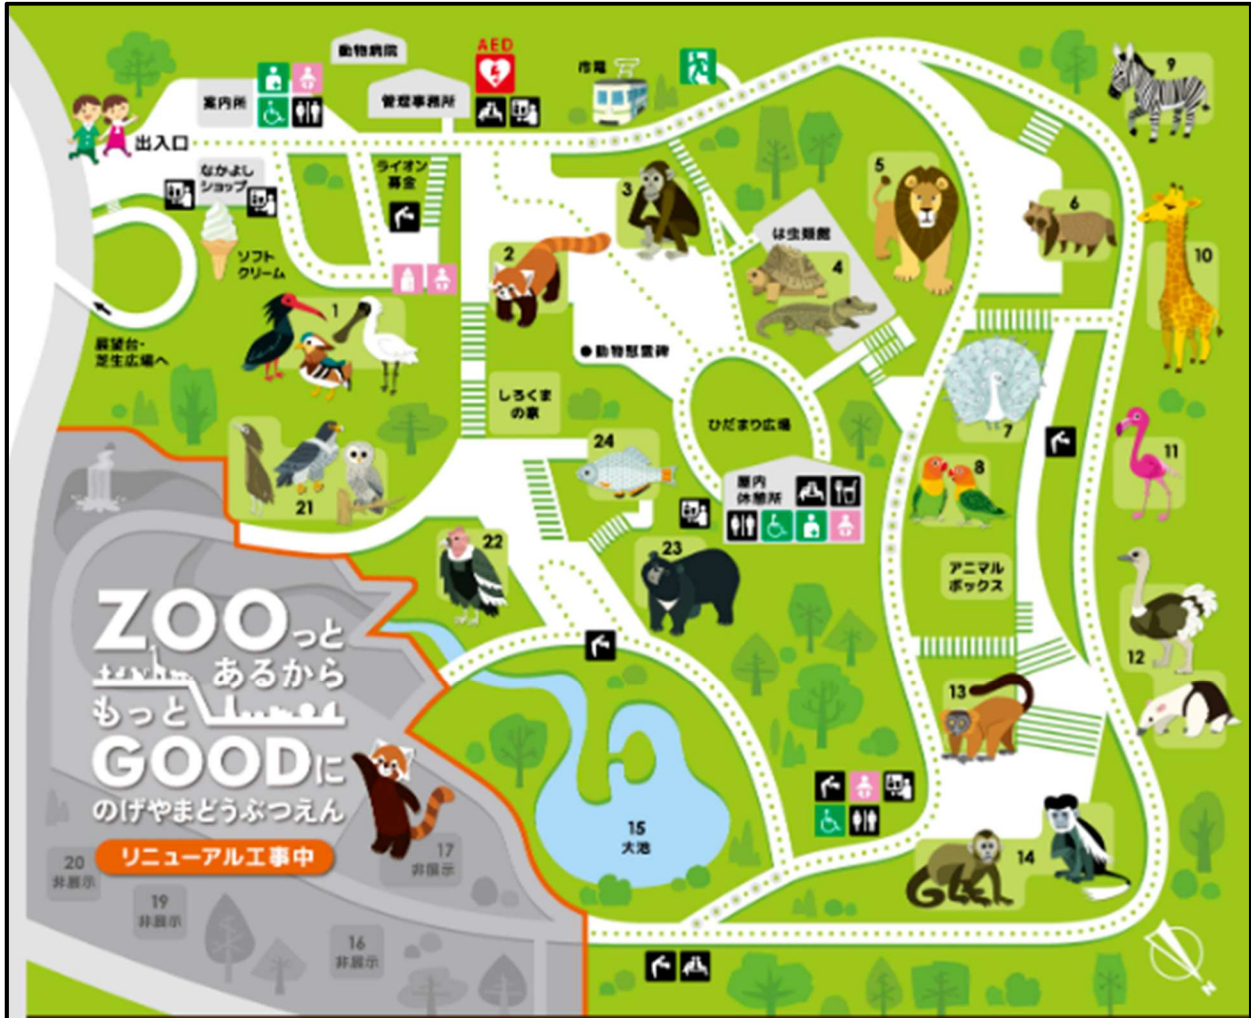 動物病院
AED
市電
案内所
管理事務所
出入口
なかよし
ショップ
ライオン
募金
ソフト
クリーム
展望台・
芝生広場へ
1
2
3
は虫類館
4
5
6
7
8
9
10
11
12
13
14
15
大池
●動物慰霊碑
しろくま
の家
ひだまり広場
屋内
休憩所
アニマル
ボックス
21
22
23
24
ZOOっと
あるから
もっと
GOODに
のげやまどうぶつえん
リニューアル工事中
17
非展示
20
非展示
19
非展示
16
非展示
N